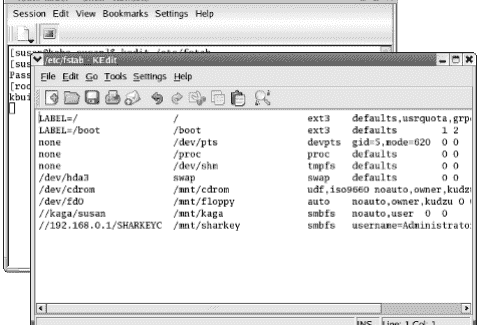 Session Edit View Bookmarks Settings Help
/etc/fstab - KEdit
File Edit Go Tools Settings Help
LABEL=/ / ext3 defaults,usrquota,grp
LABEL=/boot /boot ext3 defaults 1 2
none /dev/pts devpts gid=5,mode=620 0 0
none /proc proc defaults 0 0
none /dev/shm tmpfs defaults 0 0
/dev/hda3 swap swap defaults 0 0
/dev/cdrom /mnt/cdrom udf,iso9660 noauto,owner,kudzu
/dev/fd0 /mnt/floppy auto noauto,owner,kudzu 0
//kaga/susan /mnt/kaga smbfs noauto,user 0 0
//192.168.0.1/SHARKEYC /mnt/sharkey smbfs username=Administrato
INS Line: 1 Col: 1